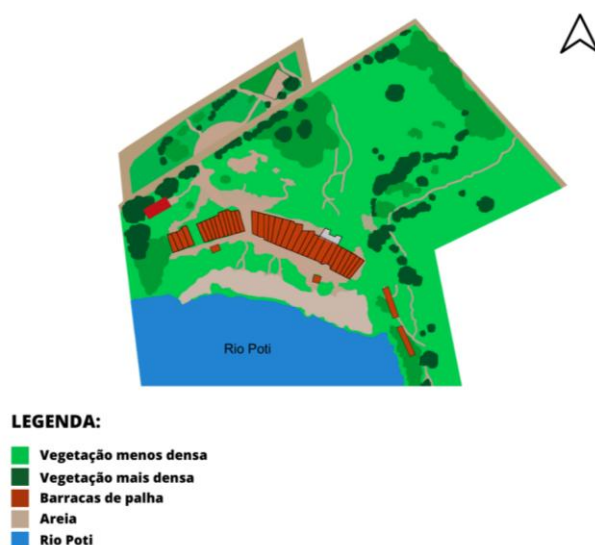 Rio Poti
LEGENDA:
Vegetação menos densa
Vegetação mais densa
Barracas de palha
Areia
Rio Poti